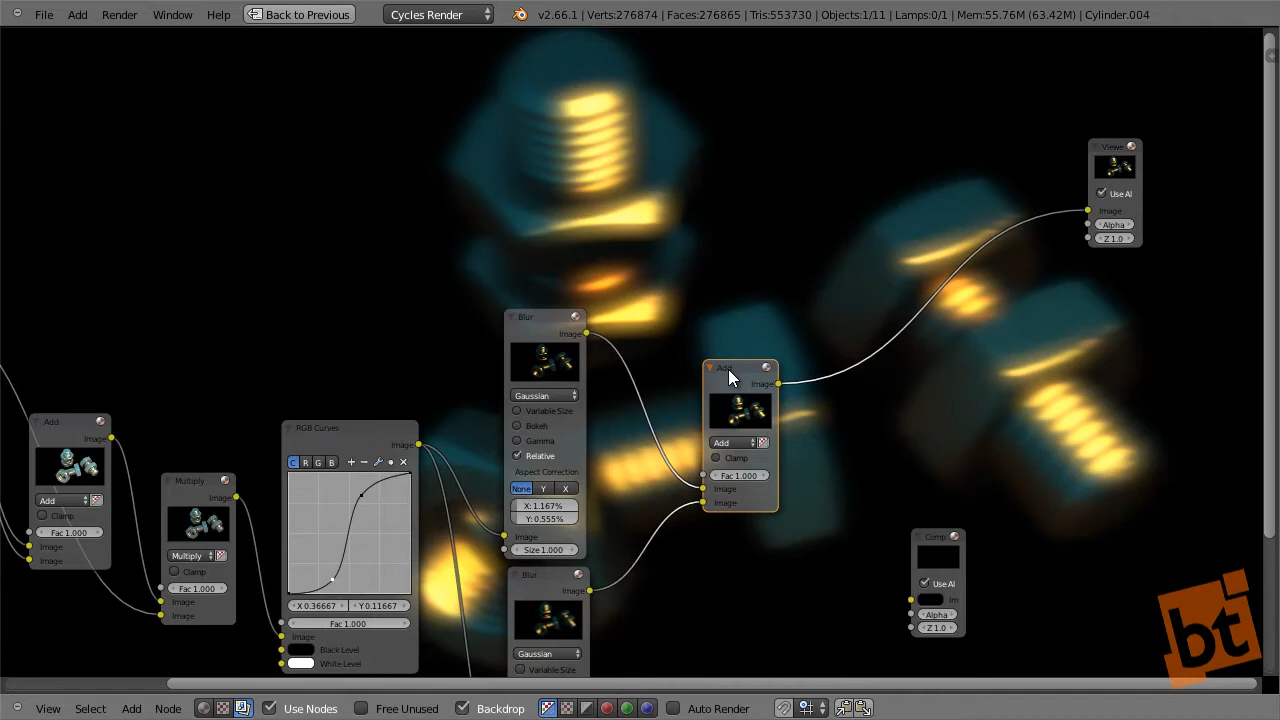 File Add Render Window Help Back to Previous Cycles Render v2.66.1 | Verts:276874 | Faces:276865 | Tris:553730 | Objects:1/11 | Lamps:0/1 | Mem:55.76M (63.42M) | Cylinder.004
Viewe
Use Al
Image
Alpha
Z 1.0
Blur
Image
Gaussian
Variable Size
Bokeh
Gamma
Relative
Aspect Correction
None Y X
X: 1.167%
Y: 0.555%
Image
Size 1.000
Add
Image
Add
Clamp
Fac 1.000
Image
Image
Add
Image
Add
Clamp
Fac 1.000
Image
Image
Multiply
Image
Multiply
Clamp
Fac 1.000
Image
Image
RGB Curves
Image
C R G B
X 0.36667 Y 0.11667
Fac 1.000
Image
Black Level
White Level
Blur
Image
Gaussian
Variable Size
Comp
Use Al
Im
Alpha
Z 1.0
bt
View Select Add Node Use Nodes Free Unused Backdrop Auto Render